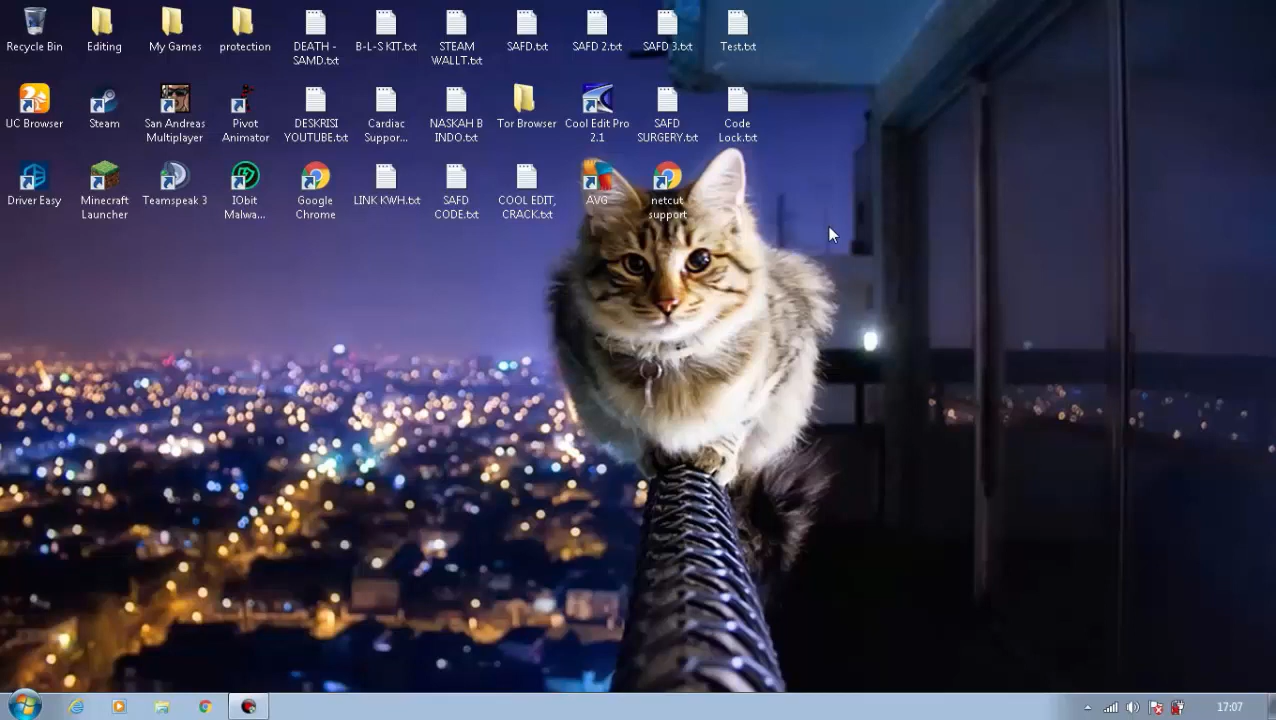 Recycle Bin
Editing
My Games
protection
DEATH -
SAMD.txt
B-L-S KIT.txt
STEAM
WALLT.txt
SAFD.txt
SAFD 2.txt
SAFD 3.txt
Test.txt
UC Browser
Steam
San Andreas
Multiplayer
Pivot
Animator
DESKRISI
YOUTUBE.txt
Cardiac
Suppor...
NASKAH B
INDO.txt
Tor Browser
Cool Edit Pro
2.1
SAFD
SURGERY.txt
Code
Lock.txt
Driver Easy
Minecraft
Launcher
Teamspeak 3
IObit
Malwa...
Google
Chrome
LINK KWH.txt
SAFD
CODE.txt
COOL EDIT,
CRACK.txt
AVG
netcut
support
17:07